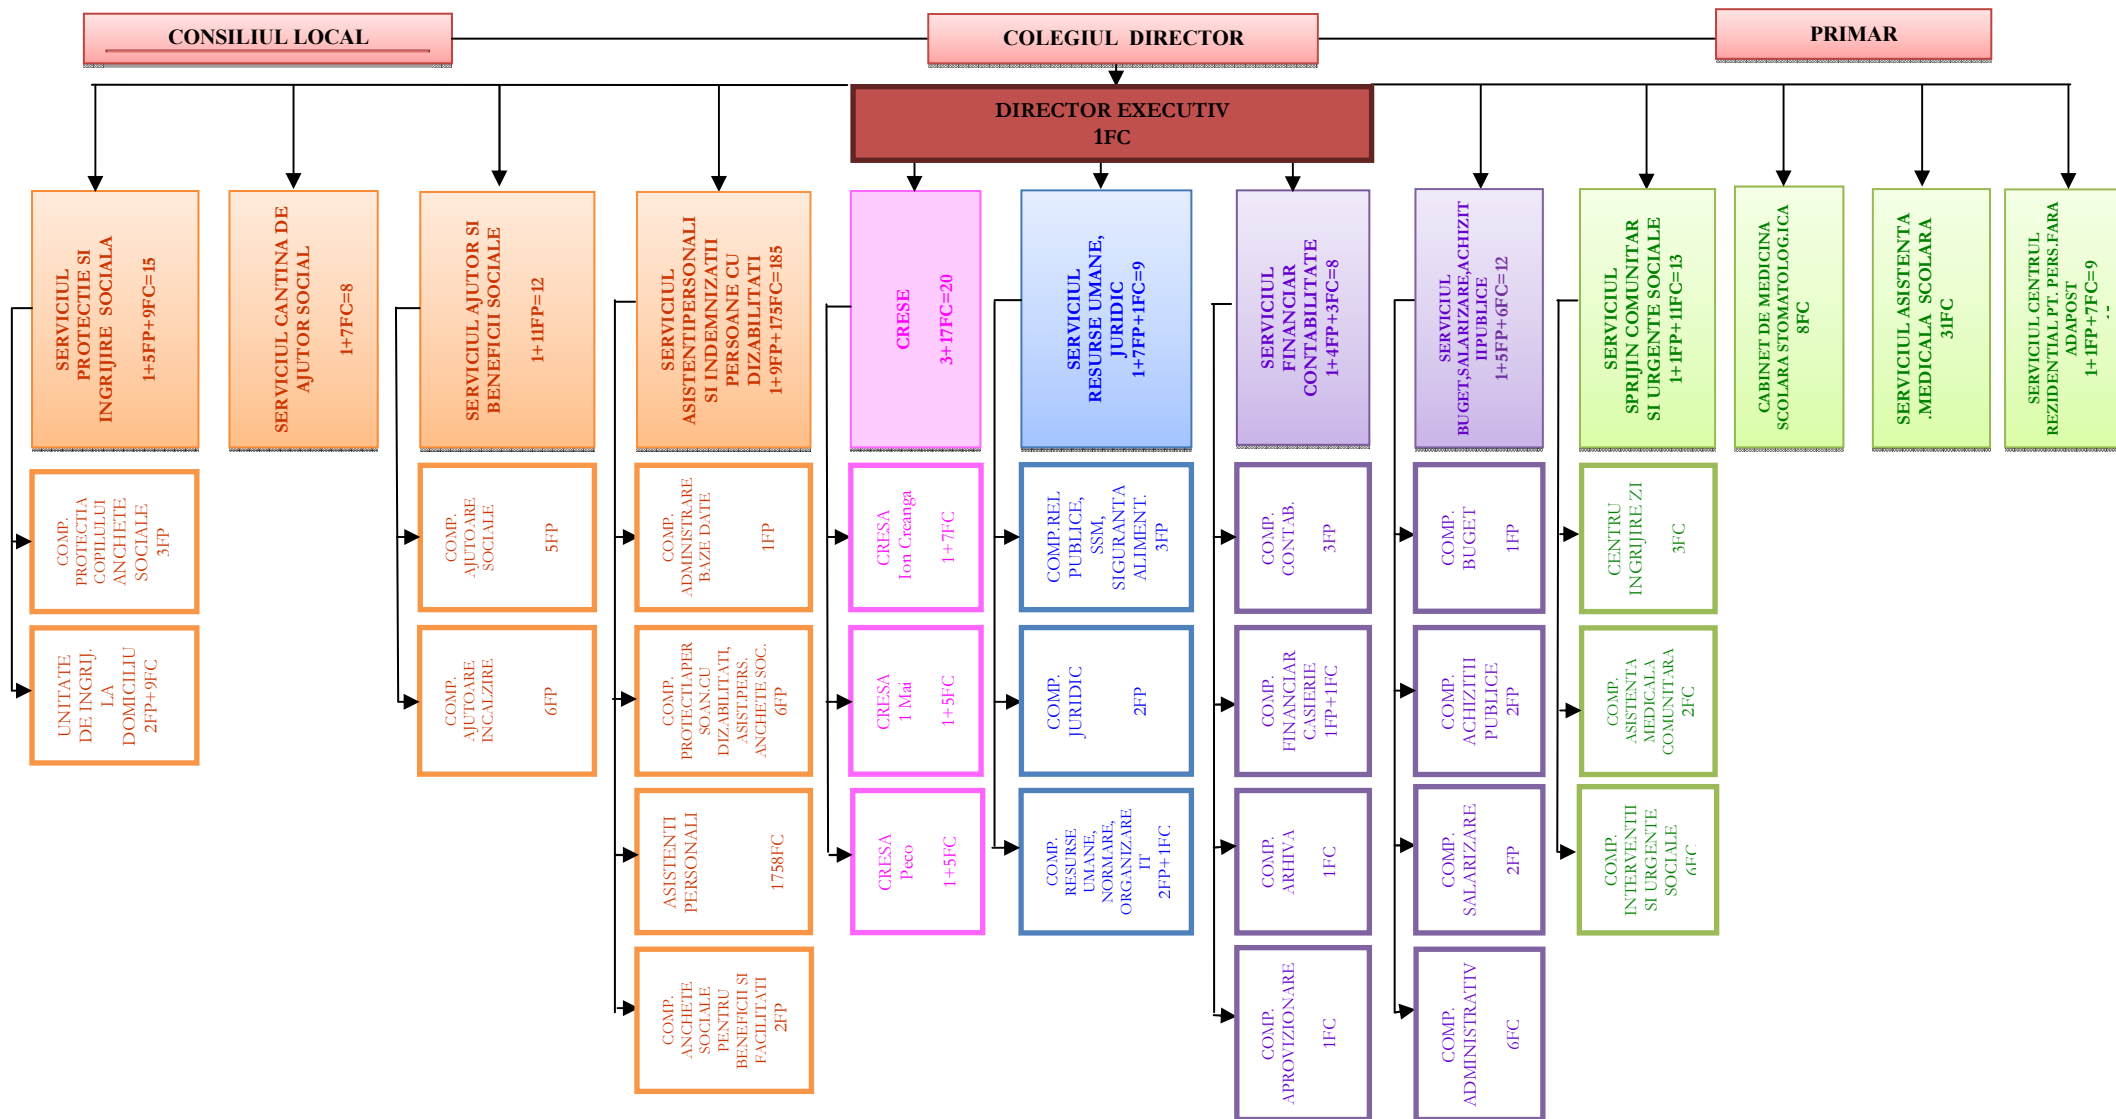 CONSILIUL LOCAL
COLEGIUL DIRECTOR
PRIMAR
DIRECTOR EXECUTIV
1FC
SERVICIUL
PROTECTIE SI
INGRIJIRE SOCIALA
1+5FP+9FC=15
SERVICIUL CANTINA DE
AJUTOR SOCIAL
1+7FC=8
SERVICIUL AJUTOR SI
BENEFICII SOCIALE
1+11FP=12
SERVICIUL
ASISTENTIPERSONALI
SI INDEMNIZATII
PERSOANE CU
DIZABILITATI
1+9FP+175FC=185
CRESE
3+17FC=20
SERVICIUL
RESURSE UMANE,
JURIDIC
1+7FP+1FC=9
SERVICIUL
FINANCIAR
CONTABILITATE
1+4FP+3FC=8
SERVICIUL
BUGET,SALARIZARE,ACHIZIT
IIPUBLICE
1+5FP+6FC=12
SERVICIUL
SPRIJIN COMUNITAR
SI URGENTE SOCIALE
1+1FP+11FC=13
CABINET DE MEDICINA
SCOLARA STOMATOLOG.ICA
8FC
SERVICIUL ASISTENTA
.MEDICALA SCOLARA
31FC
SERVICIUL CENTRUL
REZIDENTIAL PT. PERS.FARA
ADAPOST
1+1FP+7FC=9
COMP.
PROTECTIA
COPILULUI
ANCHETE
SOCIALE
3FP
COMP.
AJUTOARE
SOCIALE
5FP
COMP.
ADMINISTRARE
BAZE DATE
1FP
CRESA
Ion Creanga
1+7FC
COMP.REL
PUBLICE,
SSM,
SIGURANTA
ALIMENT.
3FP
COMP.
CONTAB.
3FP
COMP.
BUGET
1FP
CENTRU
INGRIJIRE ZI
3FC
UNITATE
DE INGRIJ.
LA
DOMICILIU
2FP+9FC
COMP.
AJUTOARE
INCALZIRE
6FP
COMP.
PROTECTIAPER
SOAN.CU
DIZABILITATI,
ASIST.PERS.
ANCHETE SOC.
6FP
CRESA
1 Mai
1+5FC
COMP.
JURIDIC
2FP
COMP.
FINANCIAR
CASIERIE
1FP+1FC
COMP.
ACHIZITII
PUBLICE
2FP
COMP.
ASISTENTA
MEDICALA
COMUNITARA
2FC
ASISTENTI
PERSONALI
1758FC
CRESA
Peco
1+5FC
COMP.
RESURSE
UMANE,
NORMARE,
ORGANIZARE
IT
2FP+1FC
COMP.
ARHIVA
1FC
COMP.
SALARIZARE
2FP
COMP.
INTERVENTII
SI URGENTE
SOCIALE
6FC
COMP.
ANCHETE
SOCIALE
PENTRU
BENEFICII SI
FACILITATI
2FP
COMP.
APROVIZIONARE
1FC
COMP.
ADMINISTRATIV
6FC